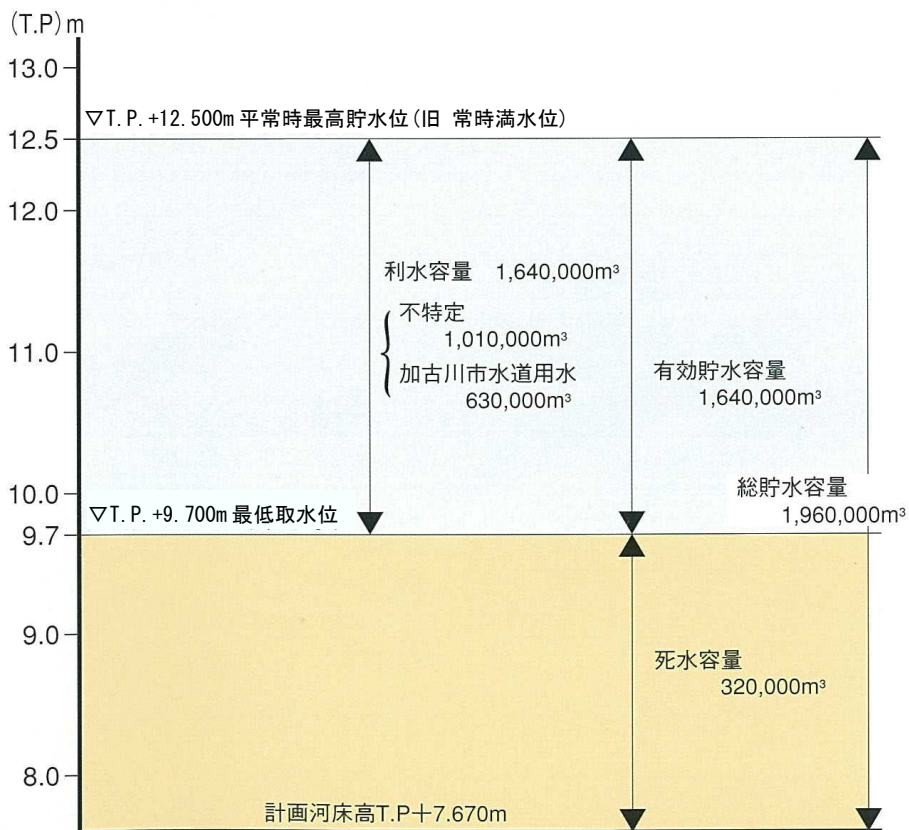 (T.P)m
13.0
▽T.P.+12.500m 平常時最高貯水位(旧 常時満水位)
12.5
12.0
利水容量 1,640,000m³
不特定
1,010,000m³
11.0
加古川市水道用水
630,000m³
有効貯水容量
1,640,000m³
10.0
総貯水容量
1,960,000m³
▽T.P.+9.700m 最低取水位
9.7
9.0
死水容量
320,000m³
8.0
計画河床高T.P+7.670m